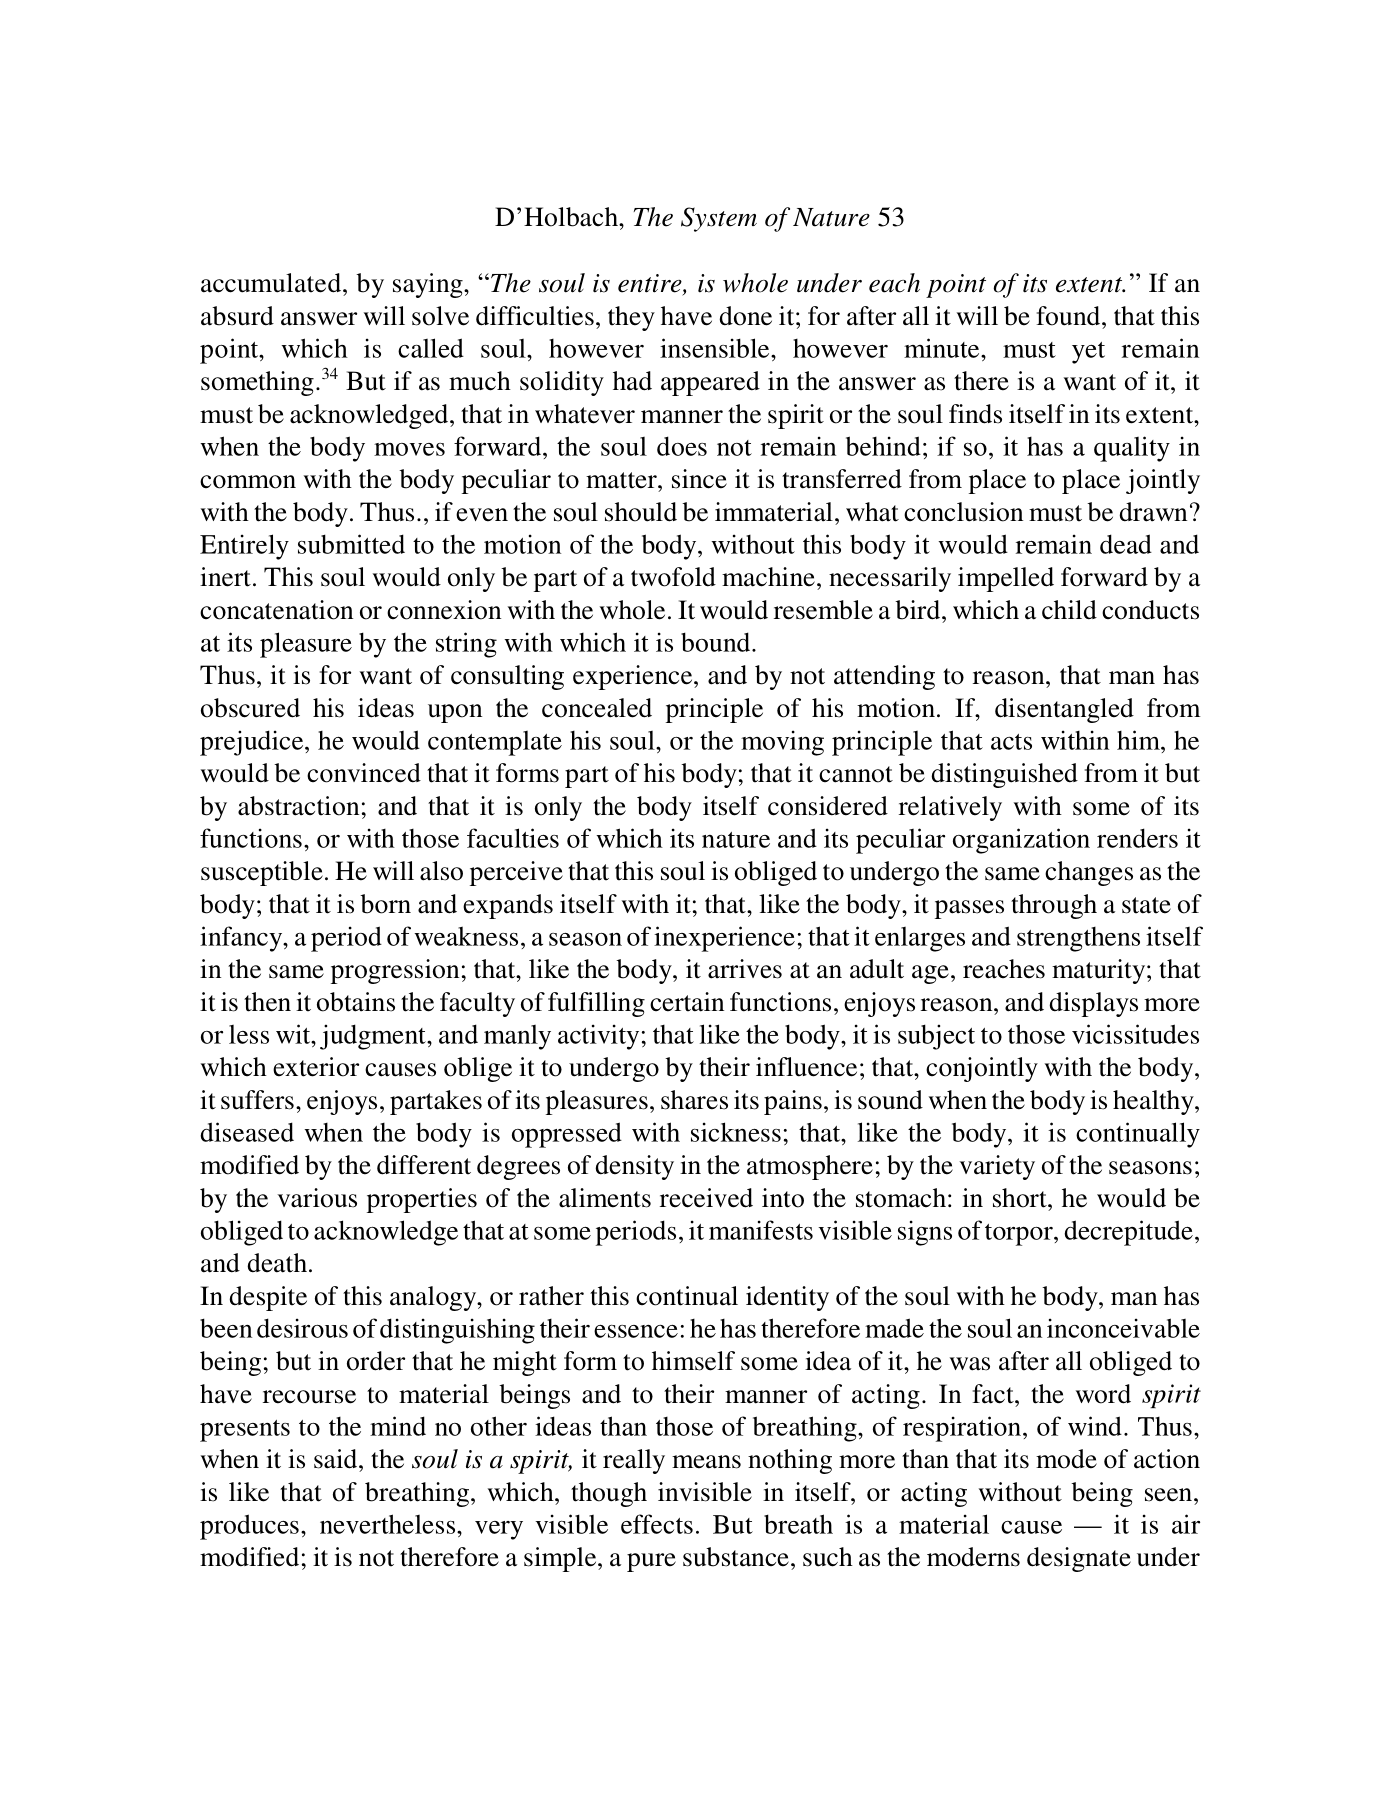 D’Holbach, The System of Nature 53
accumulated, by saying, “The soul is entire, is whole under each point of its extent.” If an
absurd answer will solve difficulties, they have done it; for after all it will be found, that this
point, which is called soul, however insensible, however minute, must yet remain
something.34 But if as much solidity had appeared in the answer as there is a want of it, it
must be acknowledged, that in whatever manner the spirit or the soul finds itself in its extent,
when the body moves forward, the soul does not remain behind; if so, it has a quality in
common with the body peculiar to matter, since it is transferred from place to place jointly
with the body. Thus., if even the soul should be immaterial, what conclusion must be drawn?
Entirely submitted to the motion of the body, without this body it would remain dead and
inert. This soul would only be part of a twofold machine, necessarily impelled forward by a
concatenation or connexion with the whole. It would resemble a bird, which a child conducts
at its pleasure by the string with which it is bound.
Thus, it is for want of consulting experience, and by not attending to reason, that man has
obscured his ideas upon the concealed principle of his motion. If, disentangled from
prejudice, he would contemplate his soul, or the moving principle that acts within him, he
would be convinced that it forms part of his body; that it cannot be distinguished from it but
by abstraction; and that it is only the body itself considered relatively with some of its
functions, or with those faculties of which its nature and its peculiar organization renders it
susceptible. He will also perceive that this soul is obliged to undergo the same changes as the
body; that it is born and expands itself with it; that, like the body, it passes through a state of
infancy, a period of weakness, a season of inexperience; that it enlarges and strengthens itself
in the same progression; that, like the body, it arrives at an adult age, reaches maturity; that
it is then it obtains the faculty of fulfilling certain functions, enjoys reason, and displays more
or less wit, judgment, and manly activity; that like the body, it is subject to those vicissitudes
which exterior causes oblige it to undergo by their influence; that, conjointly with the body,
it suffers, enjoys, partakes of its pleasures, shares its pains, is sound when the body is healthy,
diseased when the body is oppressed with sickness; that, like the body, it is continually
modified by the different degrees of density in the atmosphere; by the variety of the seasons;
by the various properties of the aliments received into the stomach: in short, he would be
obliged to acknowledge that at some periods, it manifests visible signs of torpor, decrepitude,
and death.
In despite of this analogy, or rather this continual identity of the soul with he body, man has
been desirous of distinguishing their essence: he has therefore made the soul an inconceivable
being; but in order that he might form to himself some idea of it, he was after all obliged to
have recourse to material beings and to their manner of acting. In fact, the word spirit
presents to the mind no other ideas than those of breathing, of respiration, of wind. Thus,
when it is said, the soul is a spirit, it really means nothing more than that its mode of action
is like that of breathing, which, though invisible in itself, or acting without being seen,
produces, nevertheless, very visible effects. But breath is a material cause — it is air
modified; it is not therefore a simple, a pure substance, such as the moderns designate under